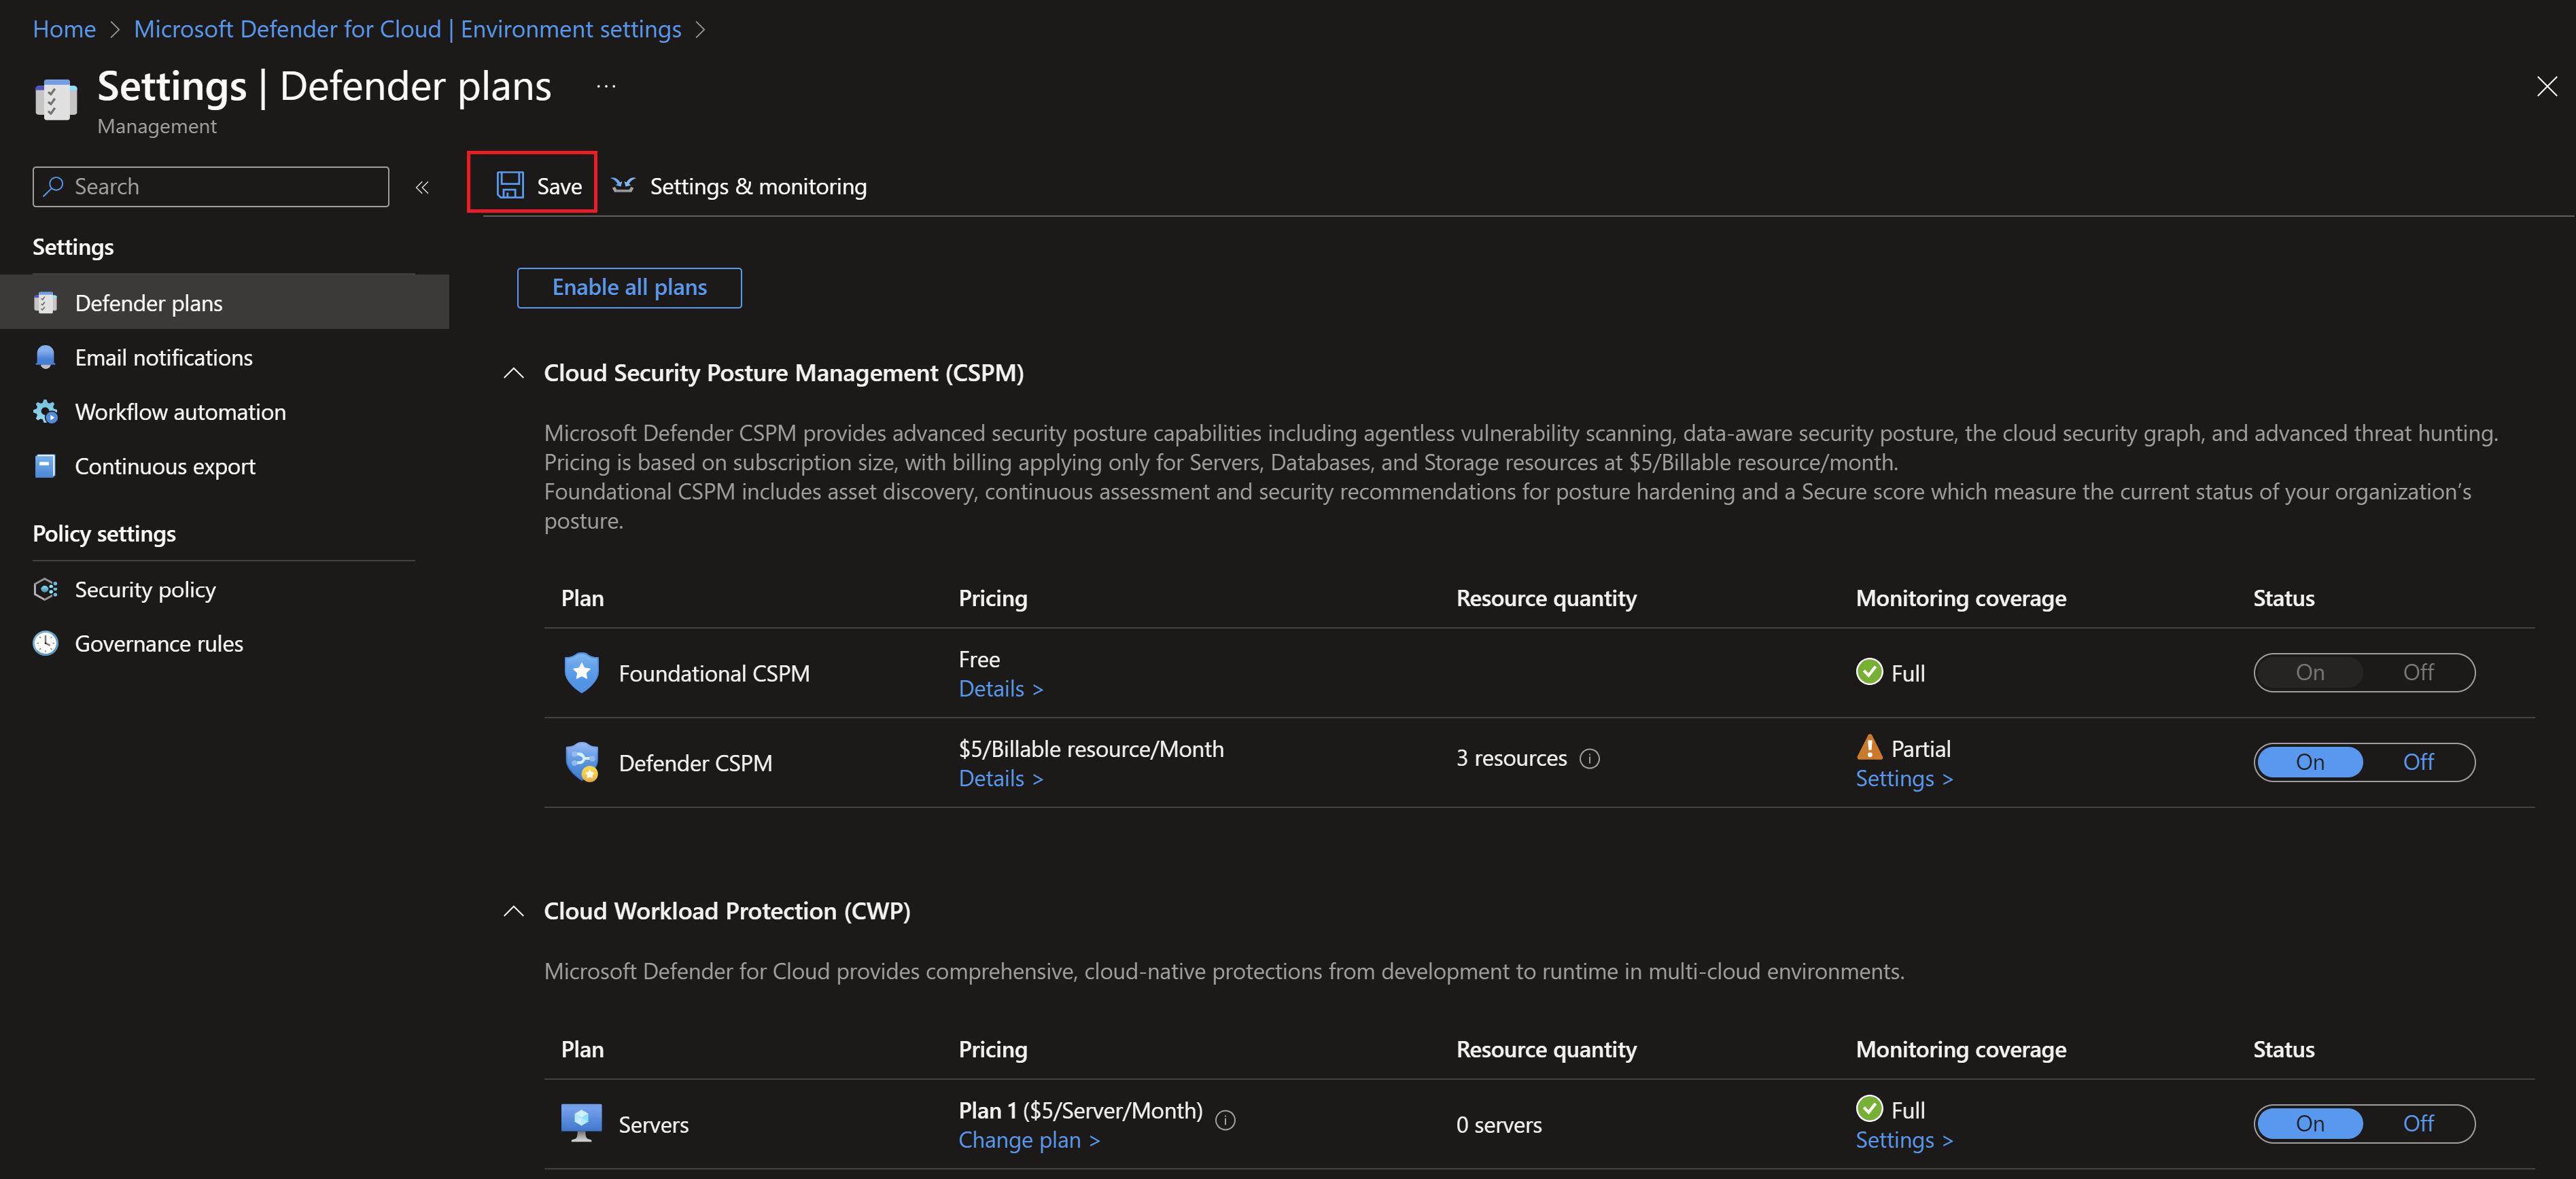 Home > Microsoft Defender for Cloud | Environment settings >
Settings | Defender plans ...
Management
Search «
Settings
Defender plans
Email notifications
Workflow automation
Continuous export
Policy settings
Security policy
Governance rules
Save Settings & monitoring
Enable all plans
Cloud Security Posture Management (CSPM)
Microsoft Defender CSPM provides advanced security posture capabilities including agentless vulnerability scanning, data-aware security posture, the cloud security graph, and advanced threat hunting.
Pricing is based on subscription size, with billing applying only for Servers, Databases, and Storage resources at $5/Billable resource/month.
Foundational CSPM includes asset discovery, continuous assessment and security recommendations for posture hardening and a Secure score which measure the current status of your organization’s
posture.
Plan Pricing Resource quantity Monitoring coverage Status
Foundational CSPM Free Full On Off
Details >
Defender CSPM $5/Billable resource/Month 3 resources Partial On Off
Details > Settings >
Cloud Workload Protection (CWP)
Microsoft Defender for Cloud provides comprehensive, cloud-native protections from development to runtime in multi-cloud environments.
Plan Pricing Resource quantity Monitoring coverage Status
Servers Plan 1 ($5/Server/Month) 0 servers Full On Off
Change plan > Settings >